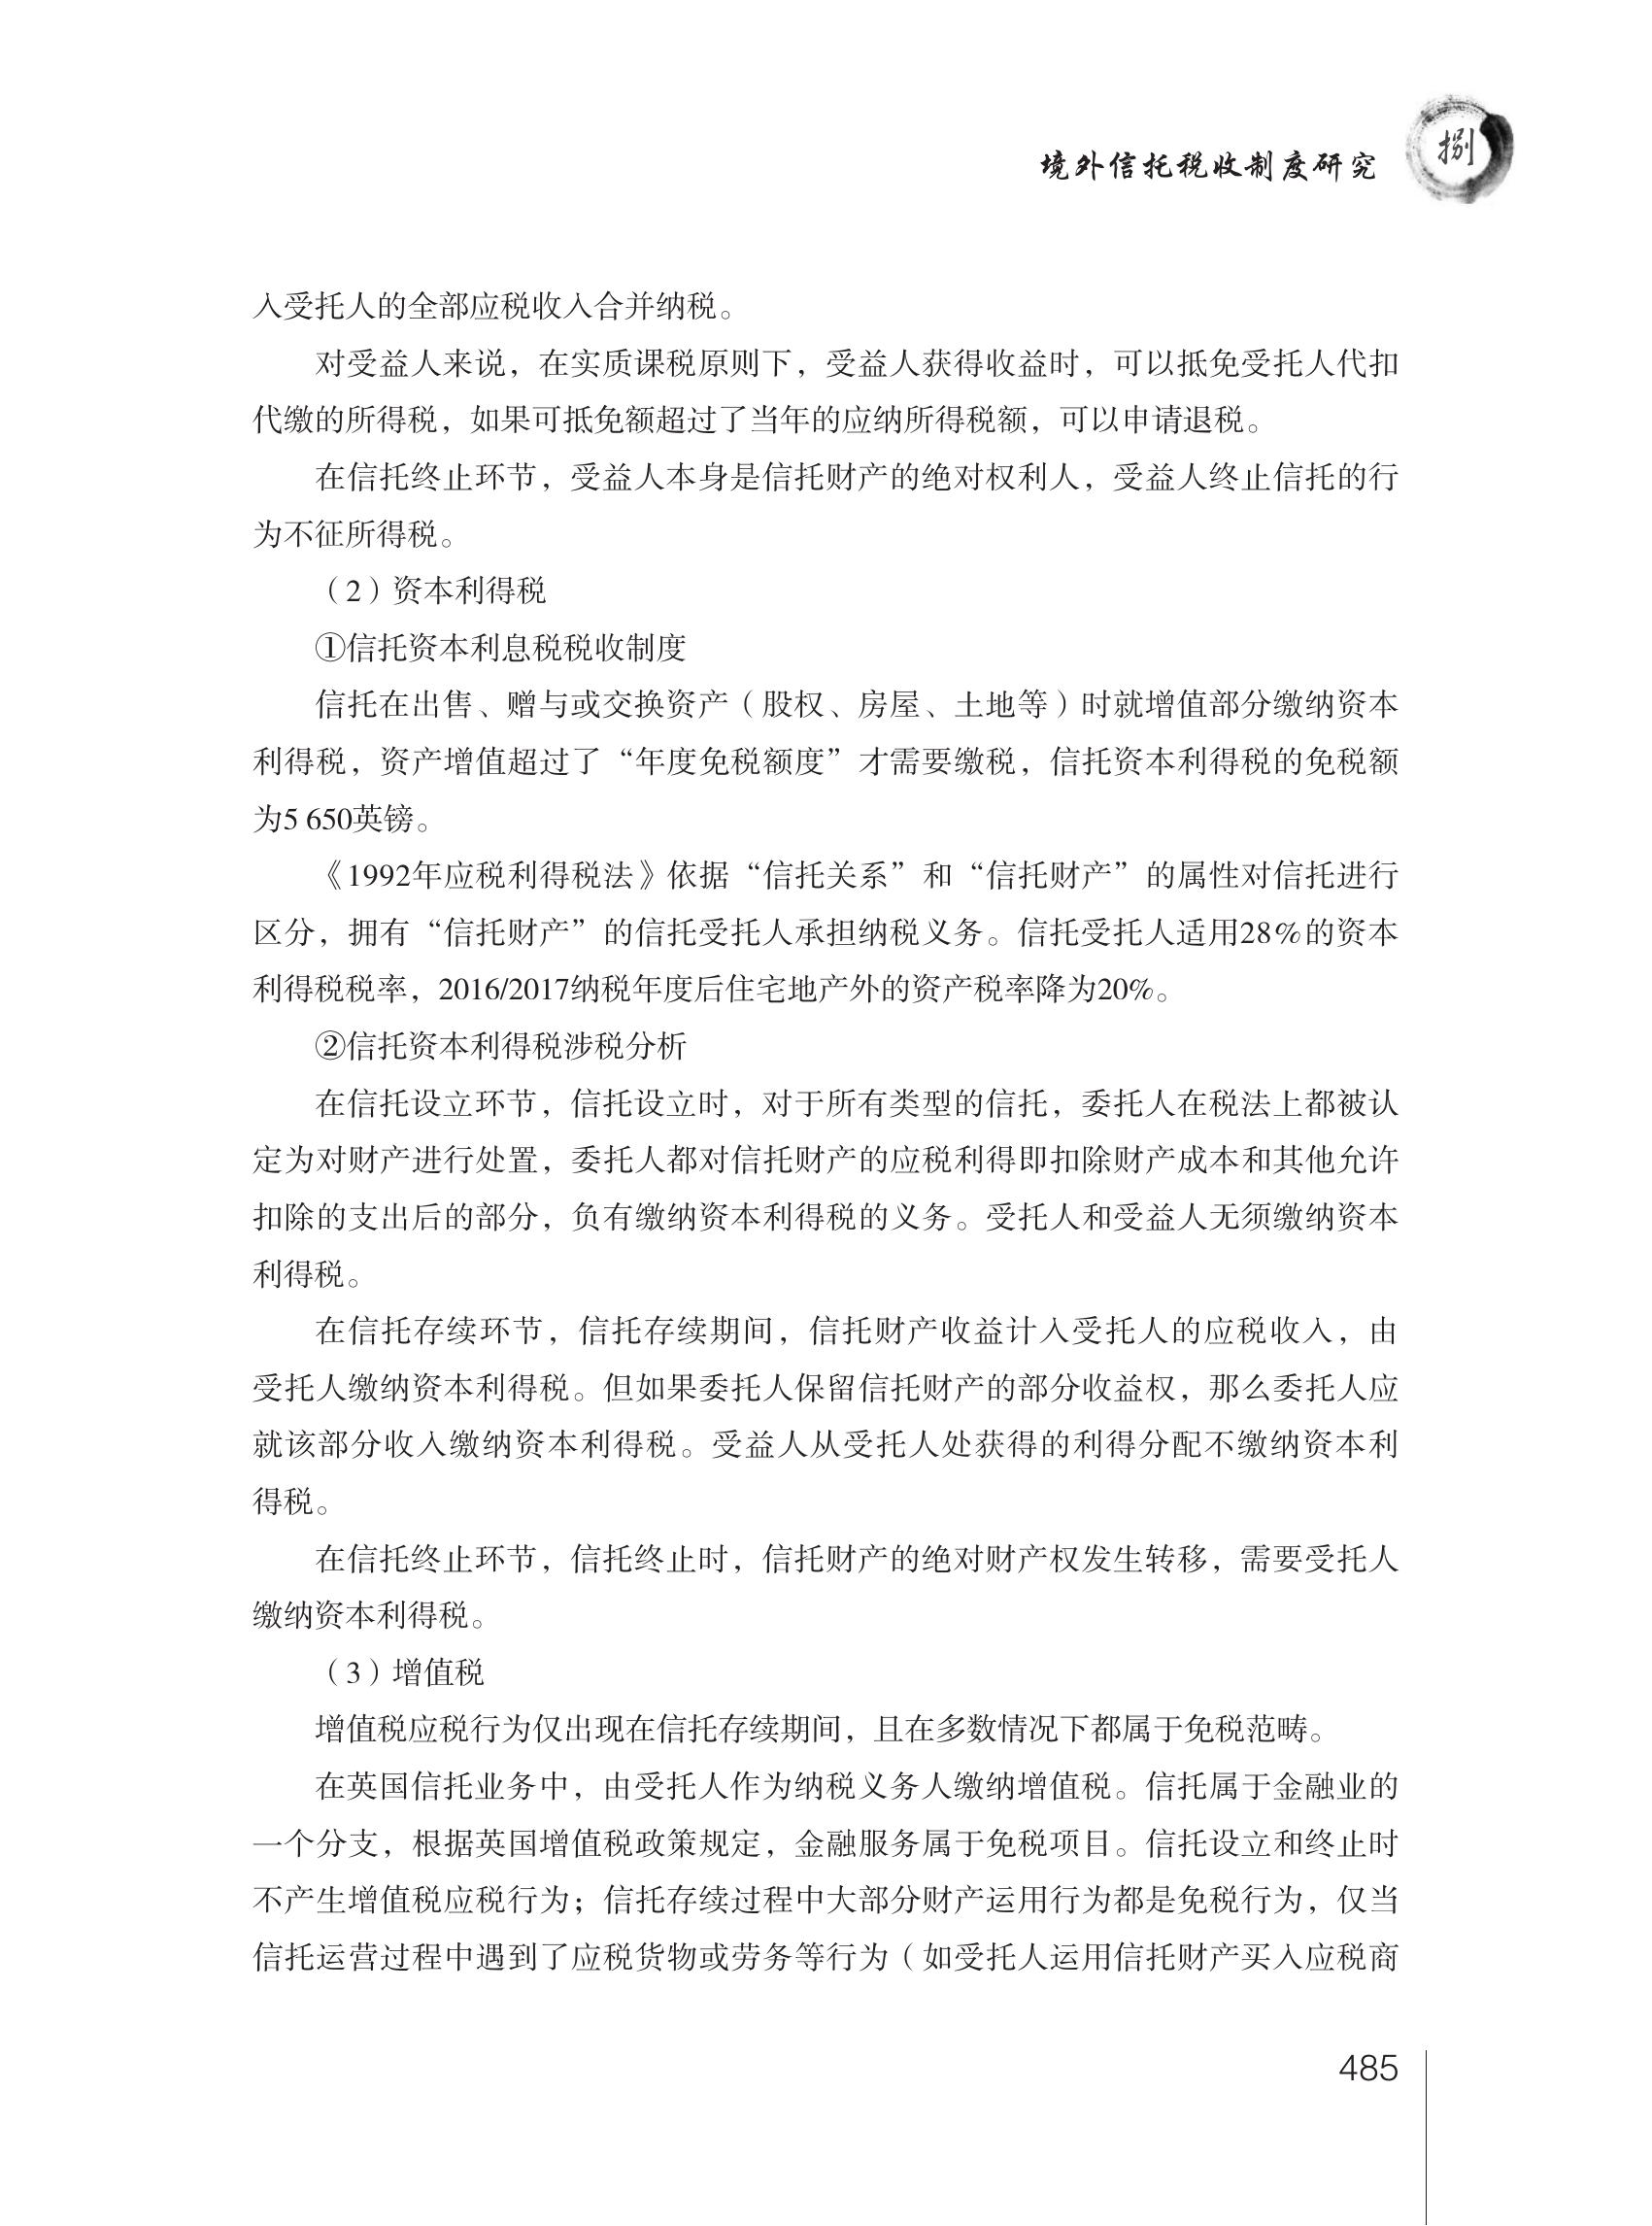 境外信托税收制度研究
捌
入受托人的全部应税收入合并纳税。
对受益人来说，在实质课税原则下，受益人获得收益时，可以抵免受托人代扣
代缴的所得税，如果可抵免额超过了当年的应纳所得税额，可以申请退税。
在信托终止环节，受益人本身是信托财产的绝对权利人，受益人终止信托的行
为不征所得税。
（2）资本利得税
①信托资本利息税税收制度
信托在出售、赠与或交换资产（股权、房屋、土地等）时就增值部分缴纳资本
利得税，资产增值超过了“年度免税额度”才需要缴税，信托资本利得税的免税额
为5 650英镑。
《1992年应税利得税法》依据“信托关系”和“信托财产”的属性对信托进行
区分，拥有“信托财产”的信托受托人承担纳税义务。信托受托人适用28%的资本
利得税税率，2016/2017纳税年度后住宅地产外的资产税率降为20%。
②信托资本利得税涉税分析
在信托设立环节，信托设立时，对于所有类型的信托，委托人在税法上都被认
定为对财产进行处置，委托人都对信托财产的应税利得即扣除财产成本和其他允许
扣除的支出后的部分，负有缴纳资本利得税的义务。受托人和受益人无须缴纳资本
利得税。
在信托存续环节，信托存续期间，信托财产收益计入受托人的应税收入，由
受托人缴纳资本利得税。但如果委托人保留信托财产的部分收益权，那么委托人应
就该部分收入缴纳资本利得税。受益人从受托人处获得的利得分配不缴纳资本利
得税。
在信托终止环节，信托终止时，信托财产的绝对财产权发生转移，需要受托人
缴纳资本利得税。
（3）增值税
增值税应税行为仅出现在信托存续期间，且在多数情况下都属于免税范畴。
在英国信托业务中，由受托人作为纳税义务人缴纳增值税。信托属于金融业的
一个分支，根据英国增值税政策规定，金融服务属于免税项目。信托设立和终止时
不产生增值税应税行为；信托存续过程中大部分财产运用行为都是免税行为，仅当
信托运营过程中遇到了应税货物或劳务等行为（如受托人运用信托财产买入应税商
485